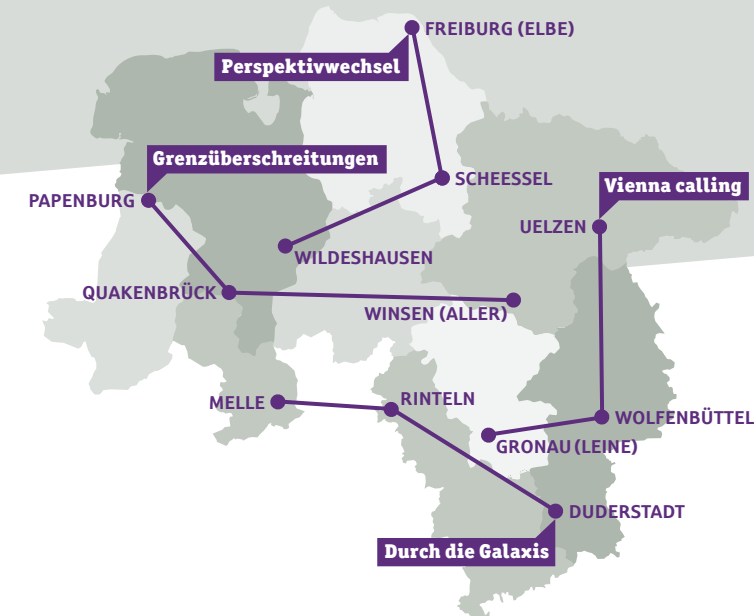 FREIBURG (ELBE)
Perspektivwechsel
Grenzüberschreitungen
SCHEESSEL
Vienna calling
PAPENBURG
UELZEN
WILDESHAUSEN
QUAKENBRÜCK
WINSEN (ALLER)
MELLE
RINTELN
WOLFENBÜTTEL
GRONAU (LEINE)
DUDERSTADT
Durch die Galaxis